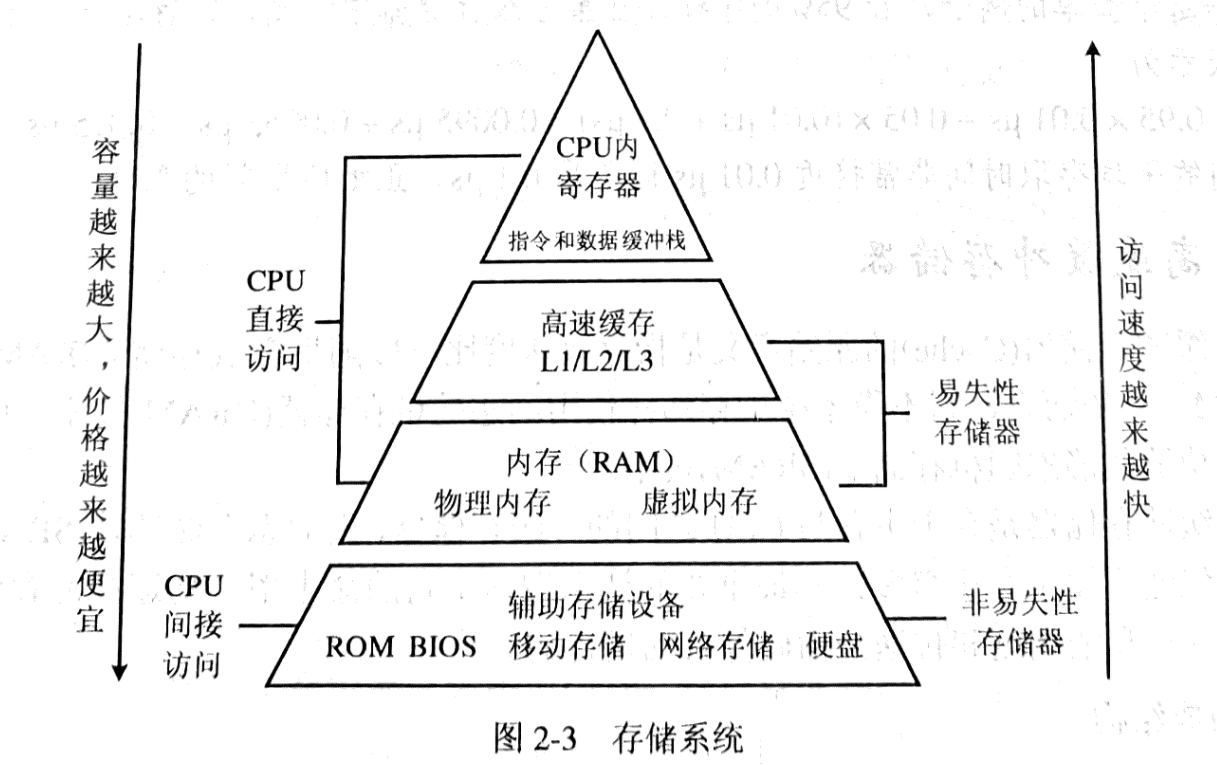 CPU内
寄存器
指令和数据缓冲栈
高速缓存
L1/L2/L3
内存（RAM）
物理内存 虚拟内存
辅助存储设备
ROM BIOS 移动存储 网络存储 硬盘
容量越来越大，价格越来越便宜
CPU
直接
访问
CPU
间接
访问
易失性
存储器
非易失性
存储器
访问速度越来越快
图 2-3 存储系统